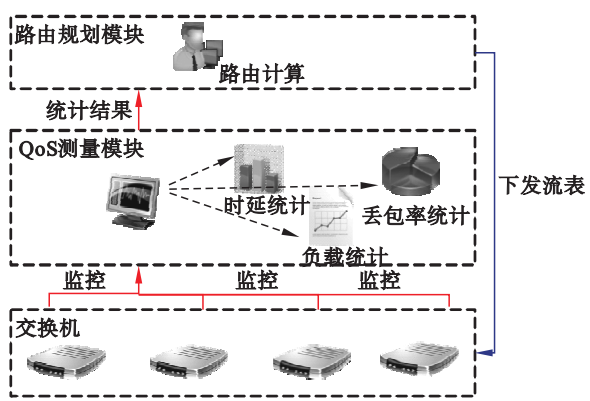 路由规划模块
路由计算
统计结果
QoS测量模块
时延统计
丢包率统计
下发流表
负载统计
监控
监控
监控
交换机